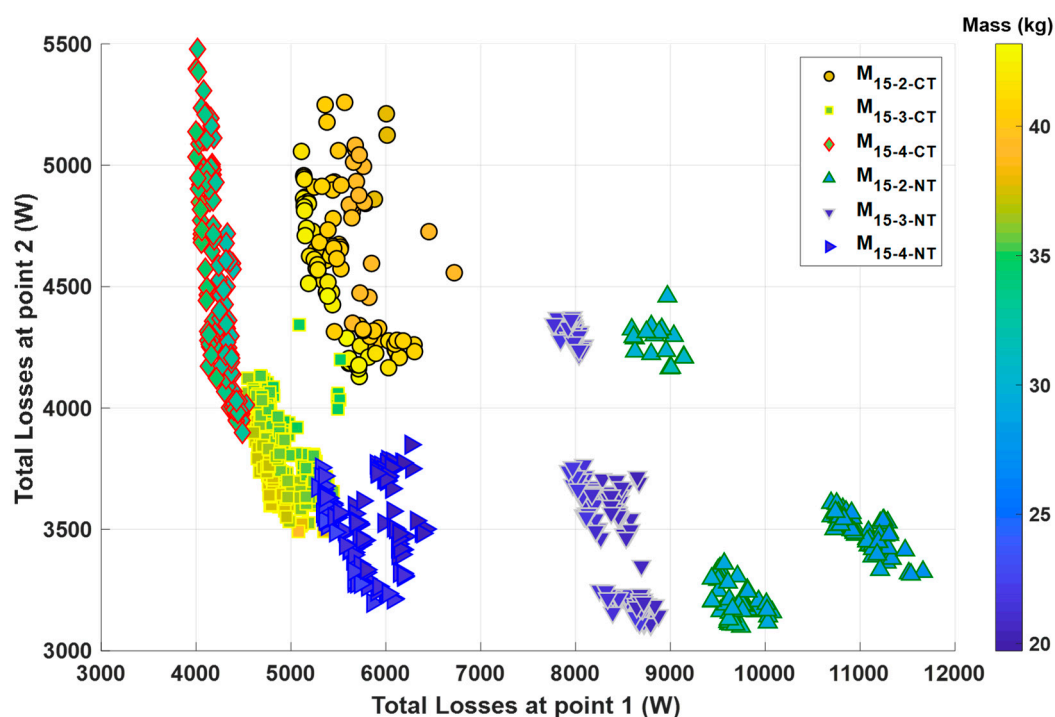 Mass (kg)
5500
5000
4500
4000
3500
3000
Total Losses at point 2 (W)
M15-2-CT
M15-3-CT
M15-4-CT
M15-2-NT
M15-3-NT
M15-4-NT
40
35
30
25
20
3000 4000 5000 6000 7000 8000 9000 10000 11000 12000
Total Losses at point 1 (W)